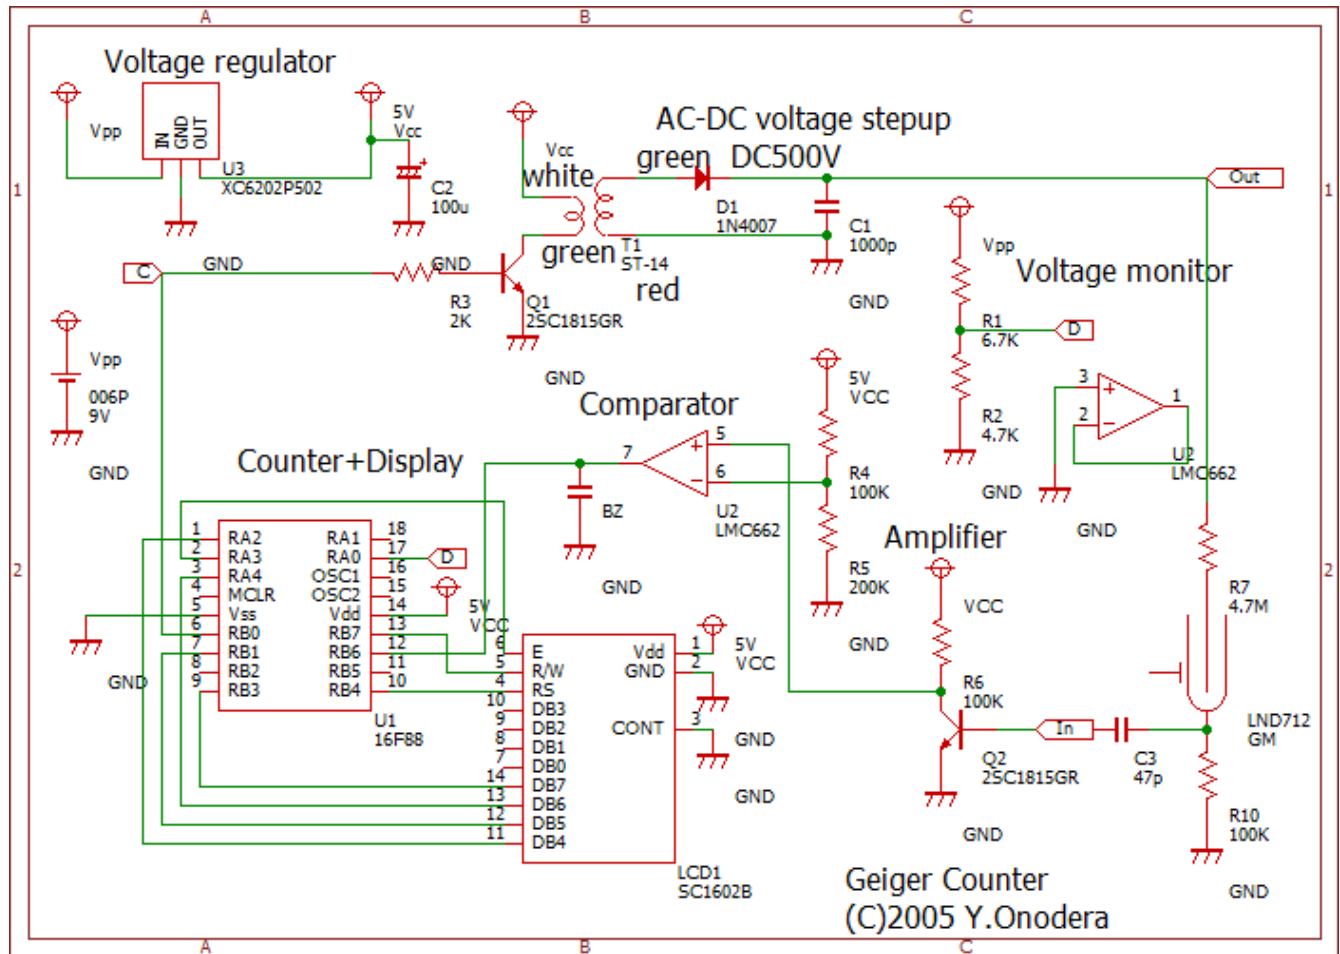 A
B
C
Voltage regulator
Vpp
IN
GND
OUT
U3
XC6202P502
5V
Vcc
C2
100u
GND
GND
1
1
Vcc
AC-DC voltage stepup
green DC500V
white
D1
1N4007
green
T1
ST-14
red
C1
1000p
GND
Out
C
R3
2K
Q1
2SC1815GR
GND
Vpp
006P
9V
GND
Vpp
Voltage monitor
R1
6.7K
D
R2
4.7K
GND
3
+
2
-
1
U2
LMC662
GND
Comparator
5V
VCC
7
5
+
6
-
U2
LMC662
R4
100K
R5
200K
GND
BZ
GND
Counter+Display
1
2
3
4
5
6
7
8
9
RA2
RA3
RA4
MCLR
Vss
RB0
RB1
RB2
RB3
RA1
RA0
OSC1
OSC2
Vdd
RB7
RB6
RB5
RB4
18
17
16
15
14
13
12
11
10
D
5V
VCC
GND
U1
16F88
2
2
6
5
4
10
9
8
7
14
13
12
11
E
R/W
RS
DB3
DB2
DB1
DB0
DB7
DB6
DB5
DB4
Vdd
GND
CONT
1
2
3
5V
VCC
GND
GND
LCD1
SC1602B
Amplifier
VCC
R6
100K
Q2
2SC1815GR
GND
In
C3
47p
R7
4.7M
LND712
GM
R10
100K
GND
Geiger Counter
(C)2005 Y.Onodera
A
B
C